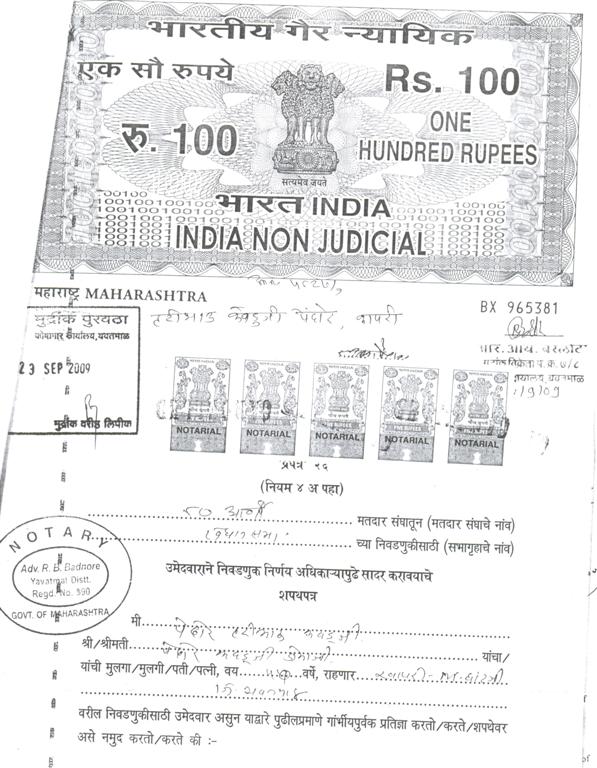 भारतीय गैर न्यायिक
एक सौ रुपये
Rs. 100
रु. 100
ONE
HUNDRED RUPEES
सत्यमेव जयते
भारत INDIA
INDIA NON JUDICIAL
महाराष्ट्र MAHARASHTRA
BX 965381
मुद्रांक पुरवठा
कोषागार कार्यालय, यवतमाळ
23 SEP 2009
मुद्रांक वरीष्ठ लिपीक
NOTARIAL NOTARIAL NOTARIAL NOTARIAL NOTARIAL
प्रपत्र २६
(नियम ४ अ पहा)
मतदार संघातून (मतदार संघाचे नांव)
च्या निवडणुकीसाठी (सभागृहाचे नांव)
NOTARY
Adv. R. B. Badnore
Yavatmal Distt.
Regd. No. 590
GOVT. OF MAHARASHTRA
उमेदवाराने निवडणुक निर्णय अधिकाऱ्यापुढे सादर करावयाचे
शपथपत्र
मी
श्री/श्रीमती यांचा/
यांची मुलगा/मुलगी/पती/पत्नी, वय वर्षे, राहणार
वरील निवडणुकीसाठी उमेदवार असुन याद्वारे पुढीलप्रमाणे गांर्भीयपुर्वक प्रतिज्ञा करतो/करते/शपथेवर
असे नमुद करतो/करते की :-